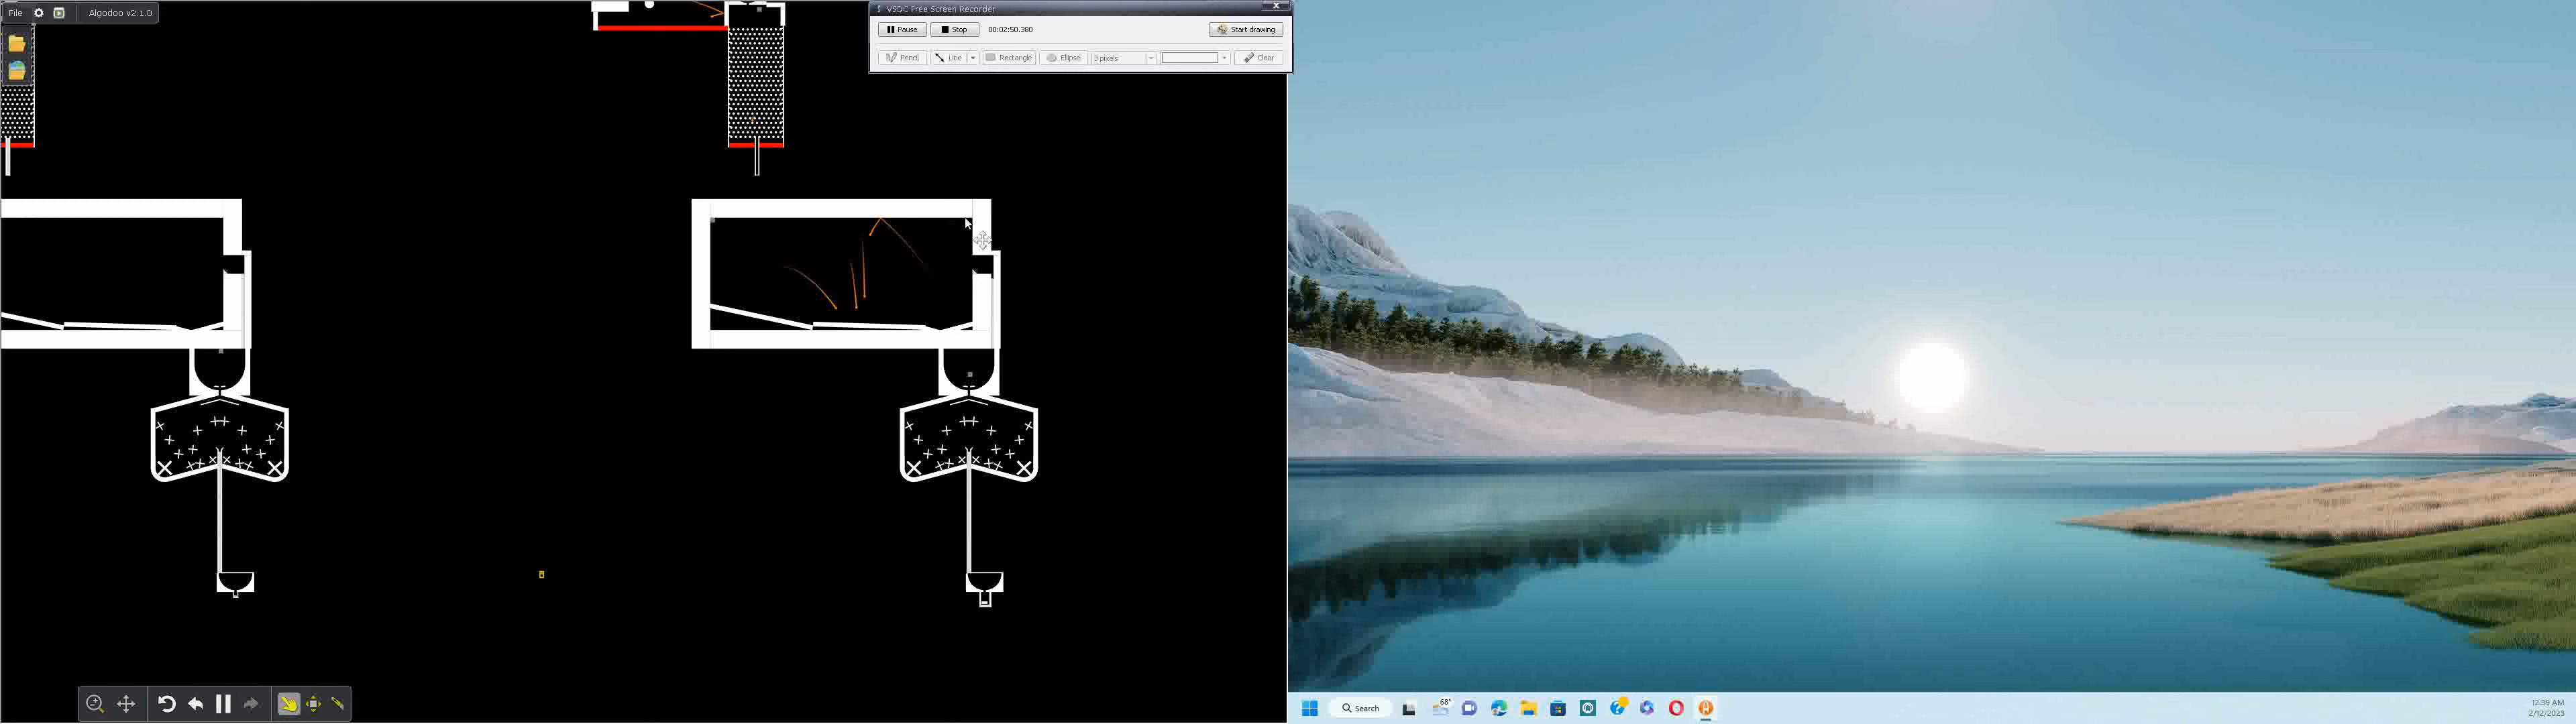 File Algodoo v2.1.0
VSDC Free Screen Recorder
Pause Stop 00:02:50.380 Start drawing
Pencil Line Rectangle Ellipse 3 pixels Clear
68°
Search
12:39 AM
2/12/2023